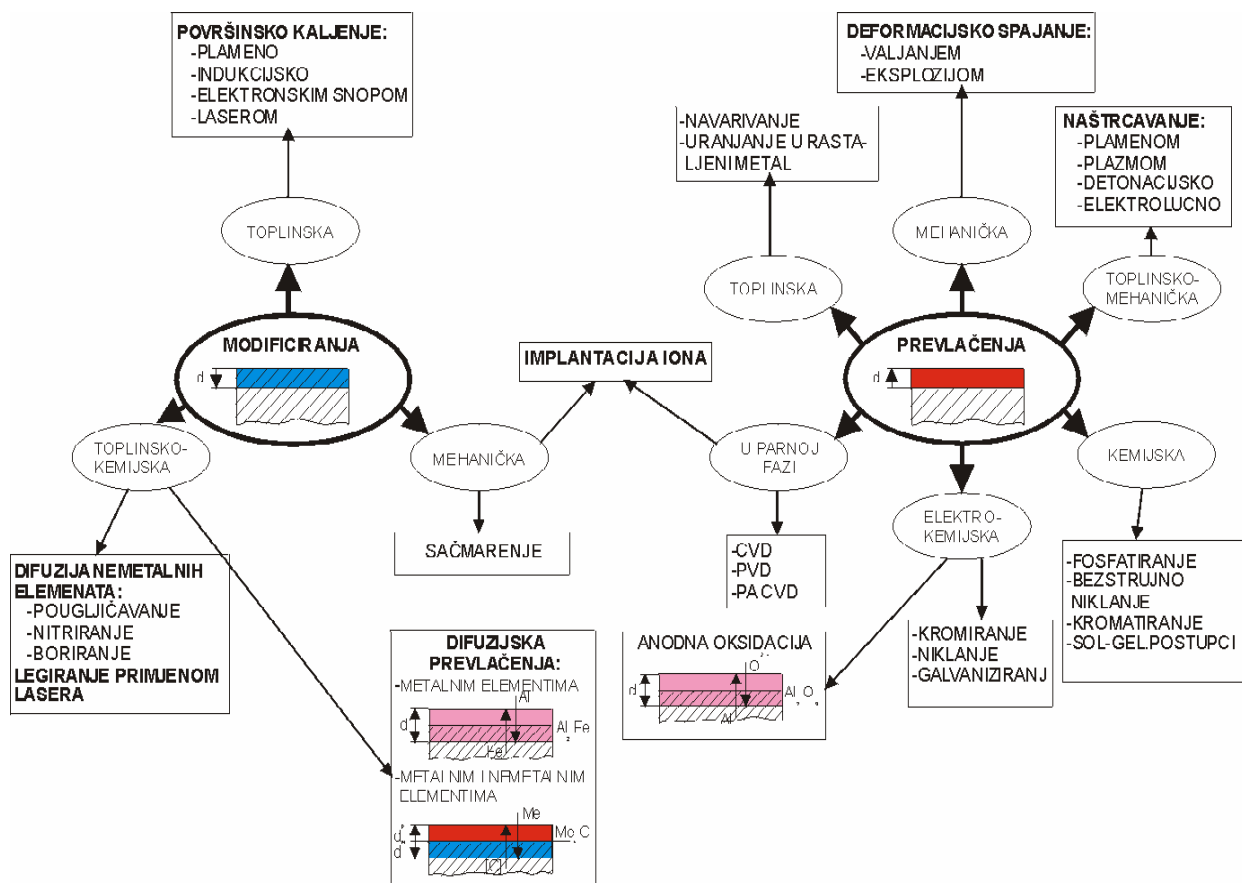 POVRŠINSKO KALJENJE:
-PLAMENO
-INDUKCIJSKO
-ELEKTRONSKIM SNOPOM
-LASEROM
DEFORMACIJSKO SPAJANJE:
-VALJANJEM
-EKSPLOZIJOM
-NAVARIVANJE
-URANJANJE U RASTA-
LJENI METAL
NAŠTRCAVANJE:
-PLAMENOM
-PLAZMOM
-DETONACIJSKO
-ELEKTROLUCNO
TOPLINSKA
MEHANIČKA
TOPLINSKA
TOPLINSKO-
MEHANIČKA
MODIFICIRANJA
d
IMPLANTACIJA IONA
PREVLAČENJA
d
TOPLINSKO-
KEMIJSKA
MEHANIČKA
U PARNOJ
FAZI
KEMIJSKA
ELEKTRO-
KEMIJSKA
SAČMARENJE
-CVD
-PVD
-PACVD
-FOSFATIRANJE
-BEZSTRUJNO
NIKLANJE
-KROMATIRANJE
-SOL-GEL.POSTUPCI
DIFUZIJA NEMETALNIH
ELEMENATA:
-POUGLJIČAVANJE
-NITRIRANJE
-BORIRANJE
LEGIRANJE PRIMJENOM
LASERA
-KROMIRANJE
-NIKLANJE
-GALVANIZIRANJ
ANODNA OKSIDACIJA
d
Al
DIFUZIJSKA
PREVLAČENJA:
-METALNIM ELEMENTIMA
Al
d
Fe
-METALNIM I NEMETALNIM
ELEMENTIMA
Me
d
d
[C]